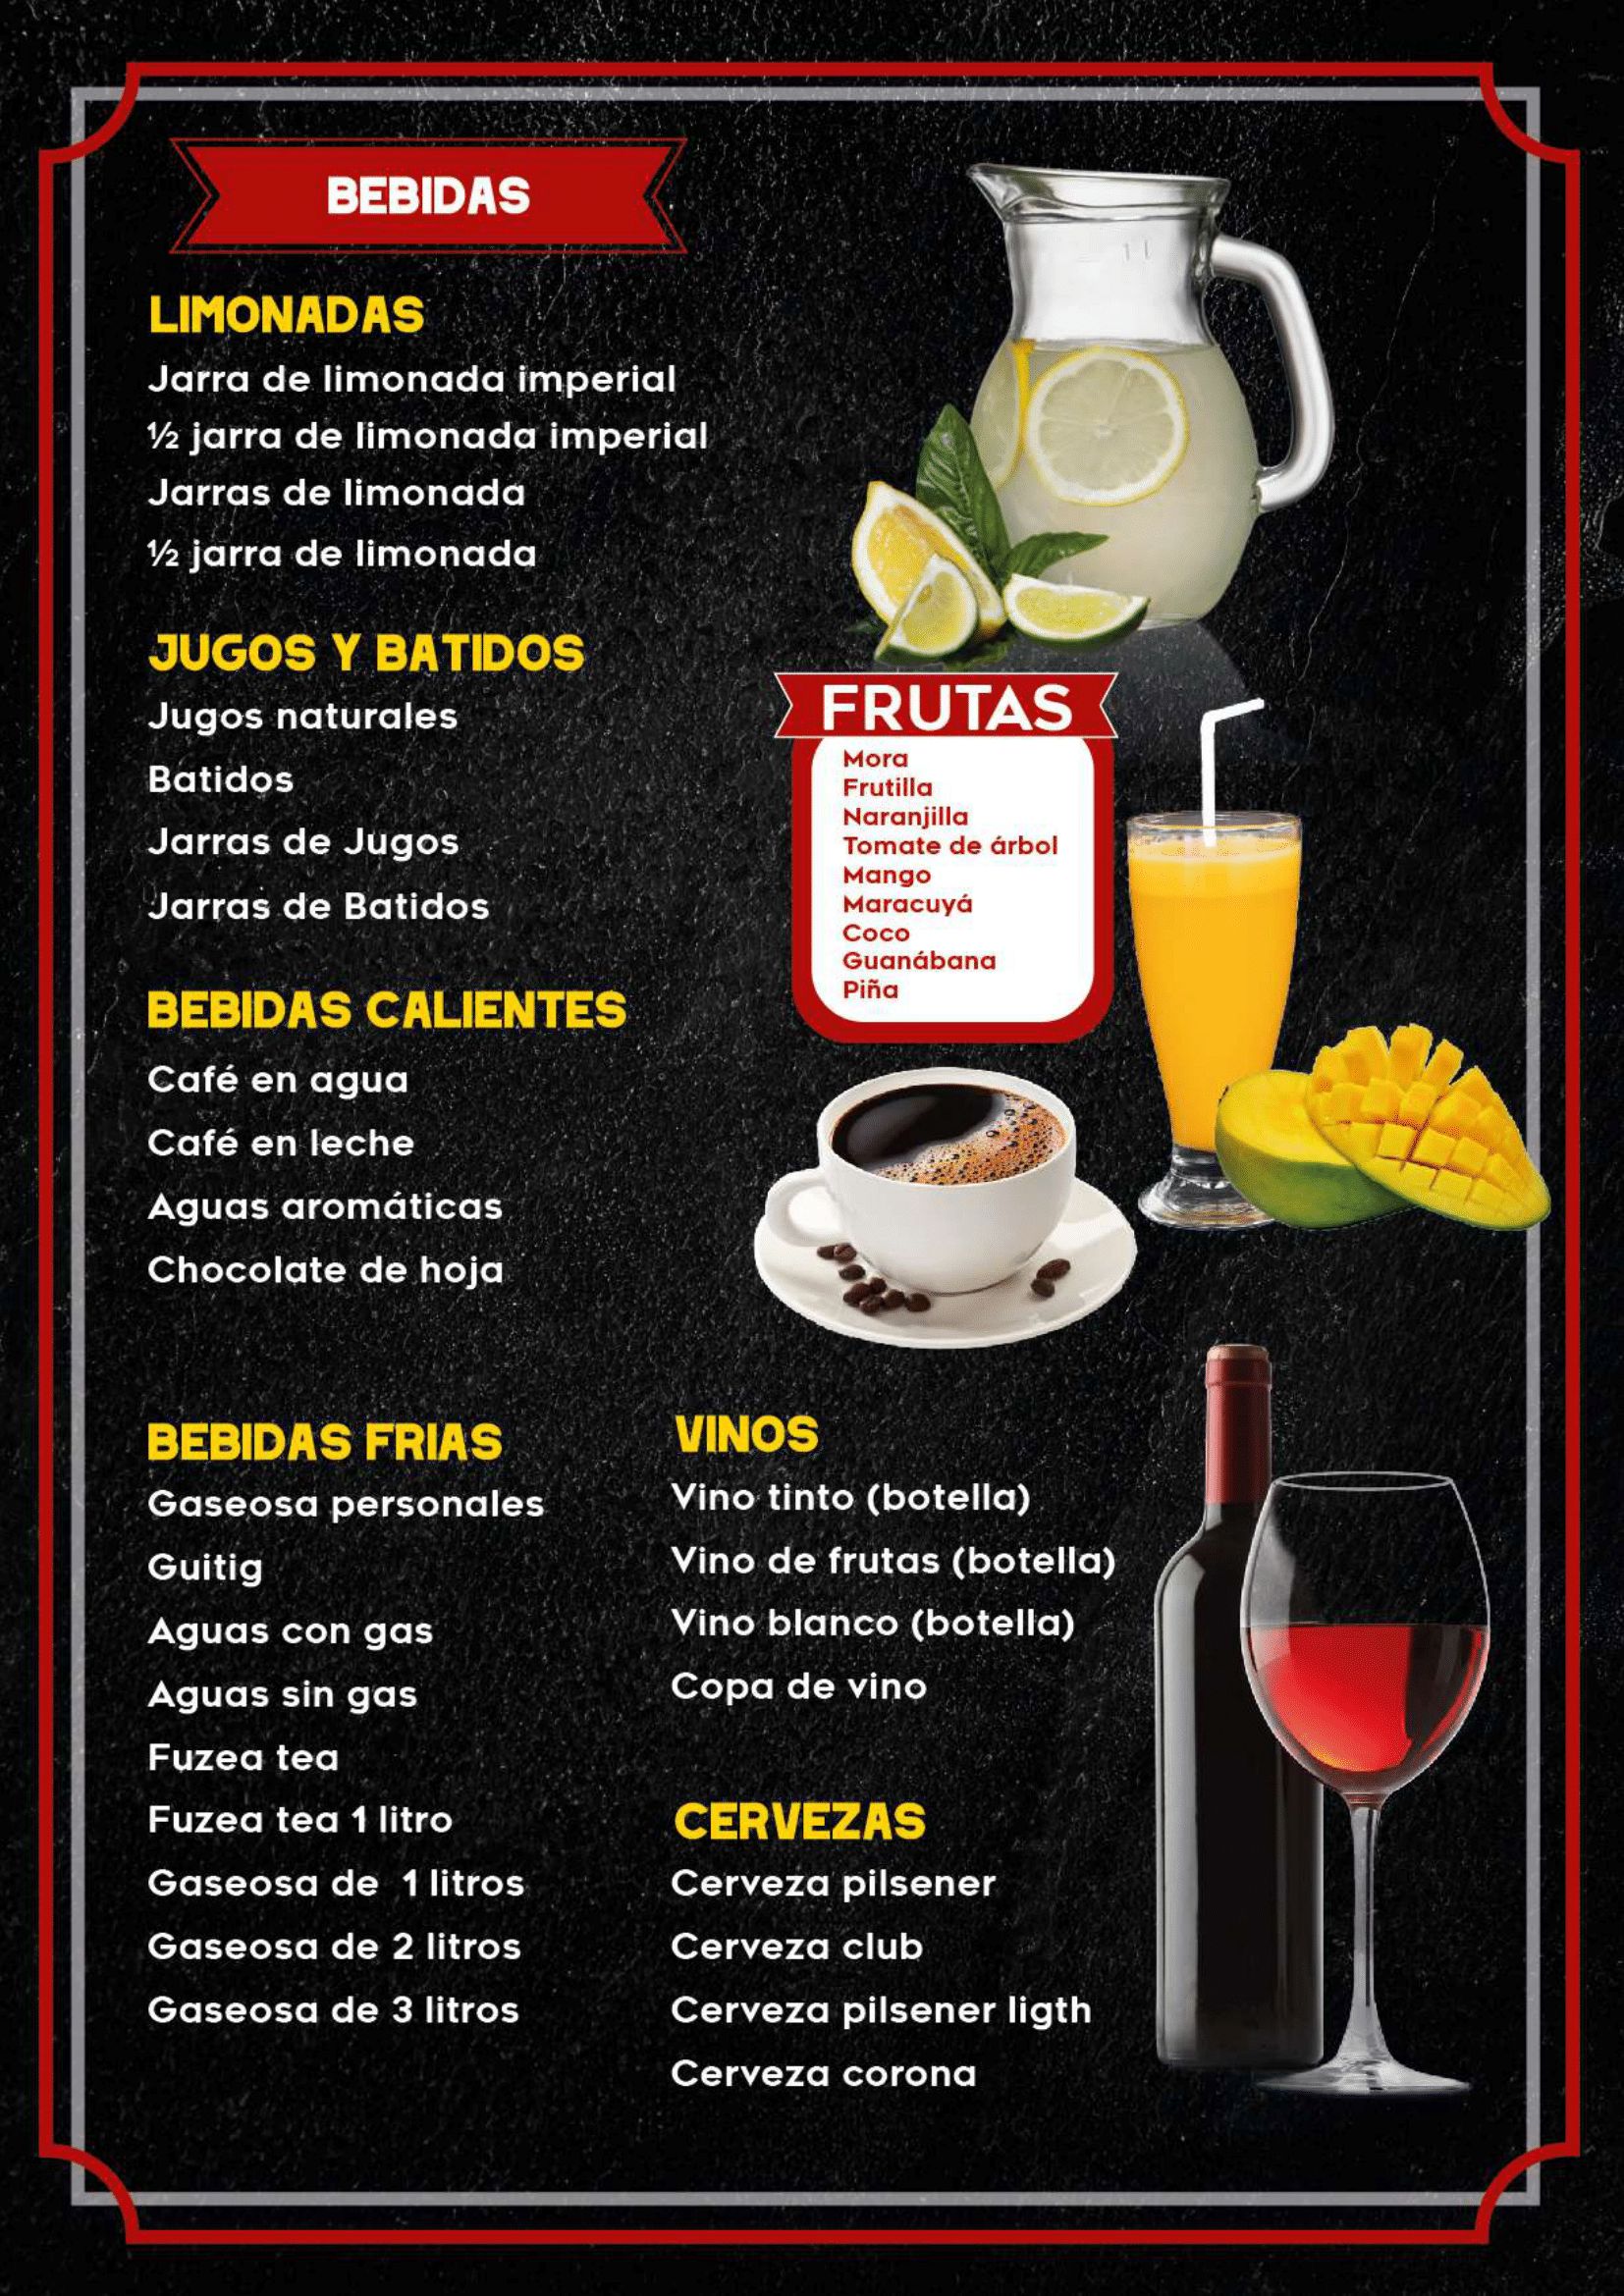 BEBIDAS
LIMONADAS
Jarra de limonada imperial
½ jarra de limonada imperial
Jarras de limonada
½ jarra de limonada
JUGOS Y BATIDOS
Jugos naturales
Batidos
Jarras de Jugos
Jarras de Batidos
FRUTAS
Mora
Frutilla
Naranjilla
Tomate de árbol
Mango
Maracuyá
Coco
Guanábana
Piña
BEBIDAS CALIENTES
Café en agua
Café en leche
Aguas aromáticas
Chocolate de hoja
BEBIDAS FRIAS
Gaseosa personales
Guitig
Aguas con gas
Aguas sin gas
Fuzea tea
Fuzea tea 1 litro
Gaseosa de 1 litros
Gaseosa de 2 litros
Gaseosa de 3 litros
VINOS
Vino tinto (botella)
Vino de frutas (botella)
Vino blanco (botella)
Copa de vino
CERVEZAS
Cerveza pilsener
Cerveza club
Cerveza pilsener ligth
Cerveza corona
1 l